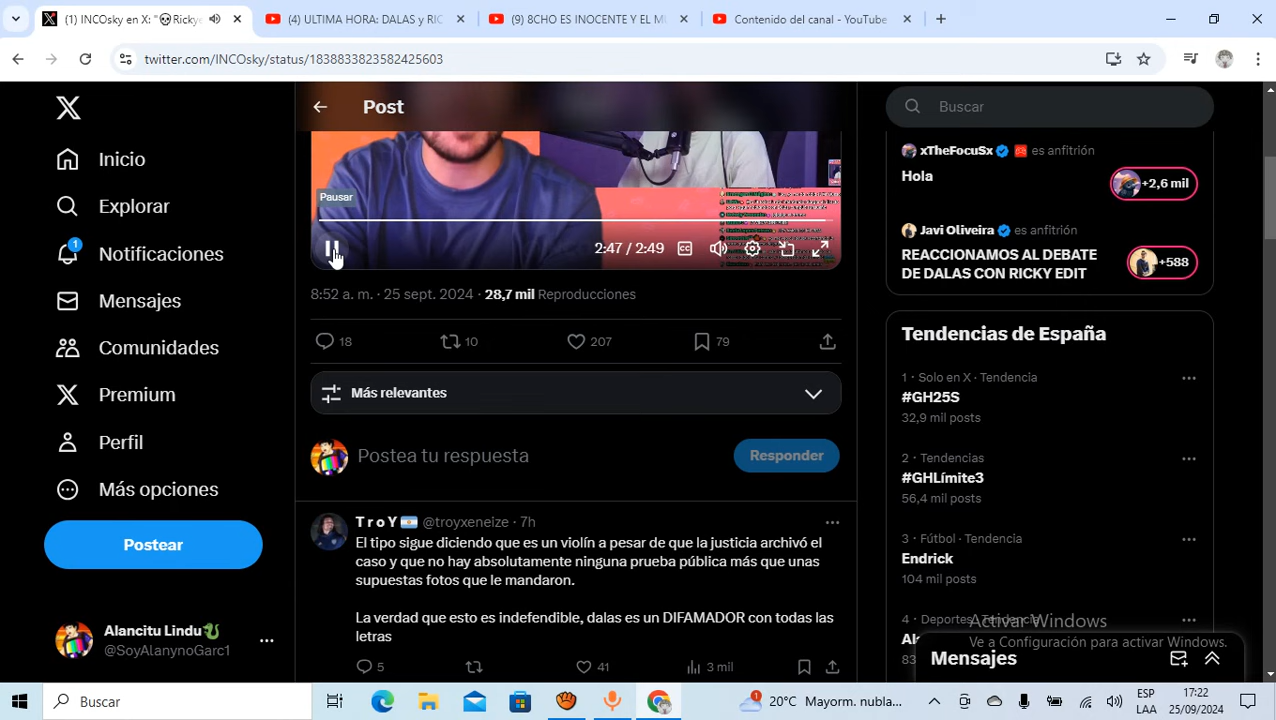 (1) INCOsky en X: "💀Rickye
(4) ULTIMA HORA: DALAS y RIC
(9) 8CHO ES INOCENTE Y EL M
Contenido del canal - YouTube
twitter.com/INCOsky/status/1838833823582425603
Post
Buscar
Inicio
Explorar
1
Notificaciones
Mensajes
Comunidades
Premium
Perfil
Más opciones
Postear
Alancitu Lindu🐉
@SoyAlanynoGarc1
Pausar
2:47 / 2:49
CC
8:52 a. m. · 25 sept. 2024 · 28,7 mil Reproducciones
18
10
207
79
Más relevantes
Postea tu respuesta
Responder
T r o Y🇦🇷 @troyxeneize · 7h
El tipo sigue diciendo que es un violín a pesar de que la justicia archivó el
caso y que no hay absolutamente ninguna prueba pública más que unas
supuestas fotos que le mandaron.
La verdad que esto es indefendible, dalas es un DIFAMADOR con todas las
letras
5
41
3 mil
xTheFocuSx es anfitrión
Hola
+2,6 mil
Javi Oliveira es anfitrión
REACCIONAMOS AL DEBATE
DE DALAS CON RICKY EDIT
+588
Tendencias de España
1 · Solo en X · Tendencia
#GH25S
32,9 mil posts
2 · Tendencias
#GHLímite3
56,4 mil posts
3 · Fútbol · Tendencia
Endrick
104 mil posts
4 · Deportes · Tendencia
Activar Windows
Ve a Configuración para activar Windows.
83
Mensajes
Buscar
1
20°C Mayorm. nubla...
ESP
LAA
17:22
25/09/2024